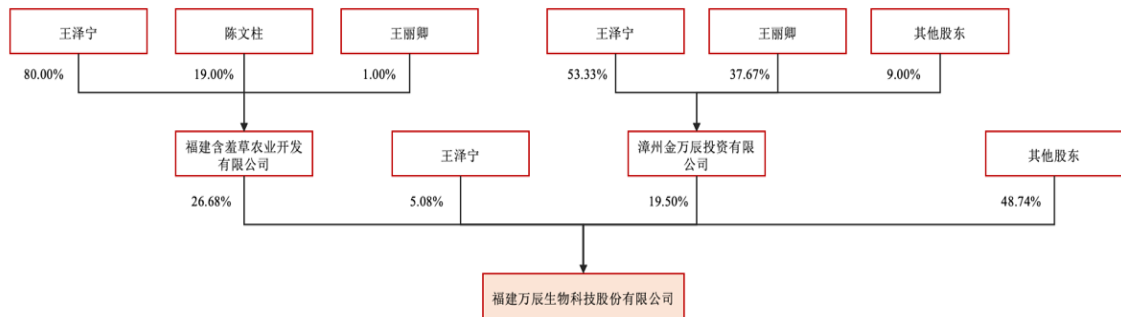 王泽宁
陈文柱
王丽卿
王泽宁
王丽卿
其他股东
80.00%
19.00%
1.00%
53.33%
37.67%
9.00%
福建含羞草农业开发
有限公司
王泽宁
漳州金万辰投资有限
公司
其他股东
26.68%
5.08%
19.50%
48.74%
福建万辰生物科技股份有限公司